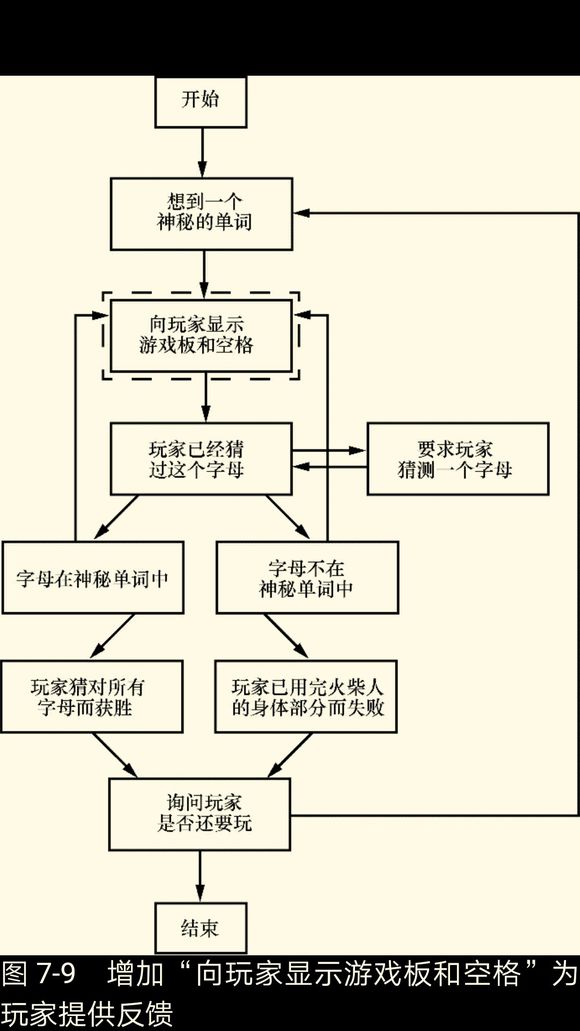 开始
想到一个
神秘的单词
向玩家显示
游戏板和空格
玩家已经猜
过这个字母
要求玩家
猜测一个字母
字母在神秘单词中
字母不在
神秘单词中
玩家猜对所有
字母而获胜
玩家已用完火柴人
的身体部分而失败
询问玩家
是否还要玩
结束
图 7-9 增加“向玩家显示游戏板和空格”为
玩家提供反馈